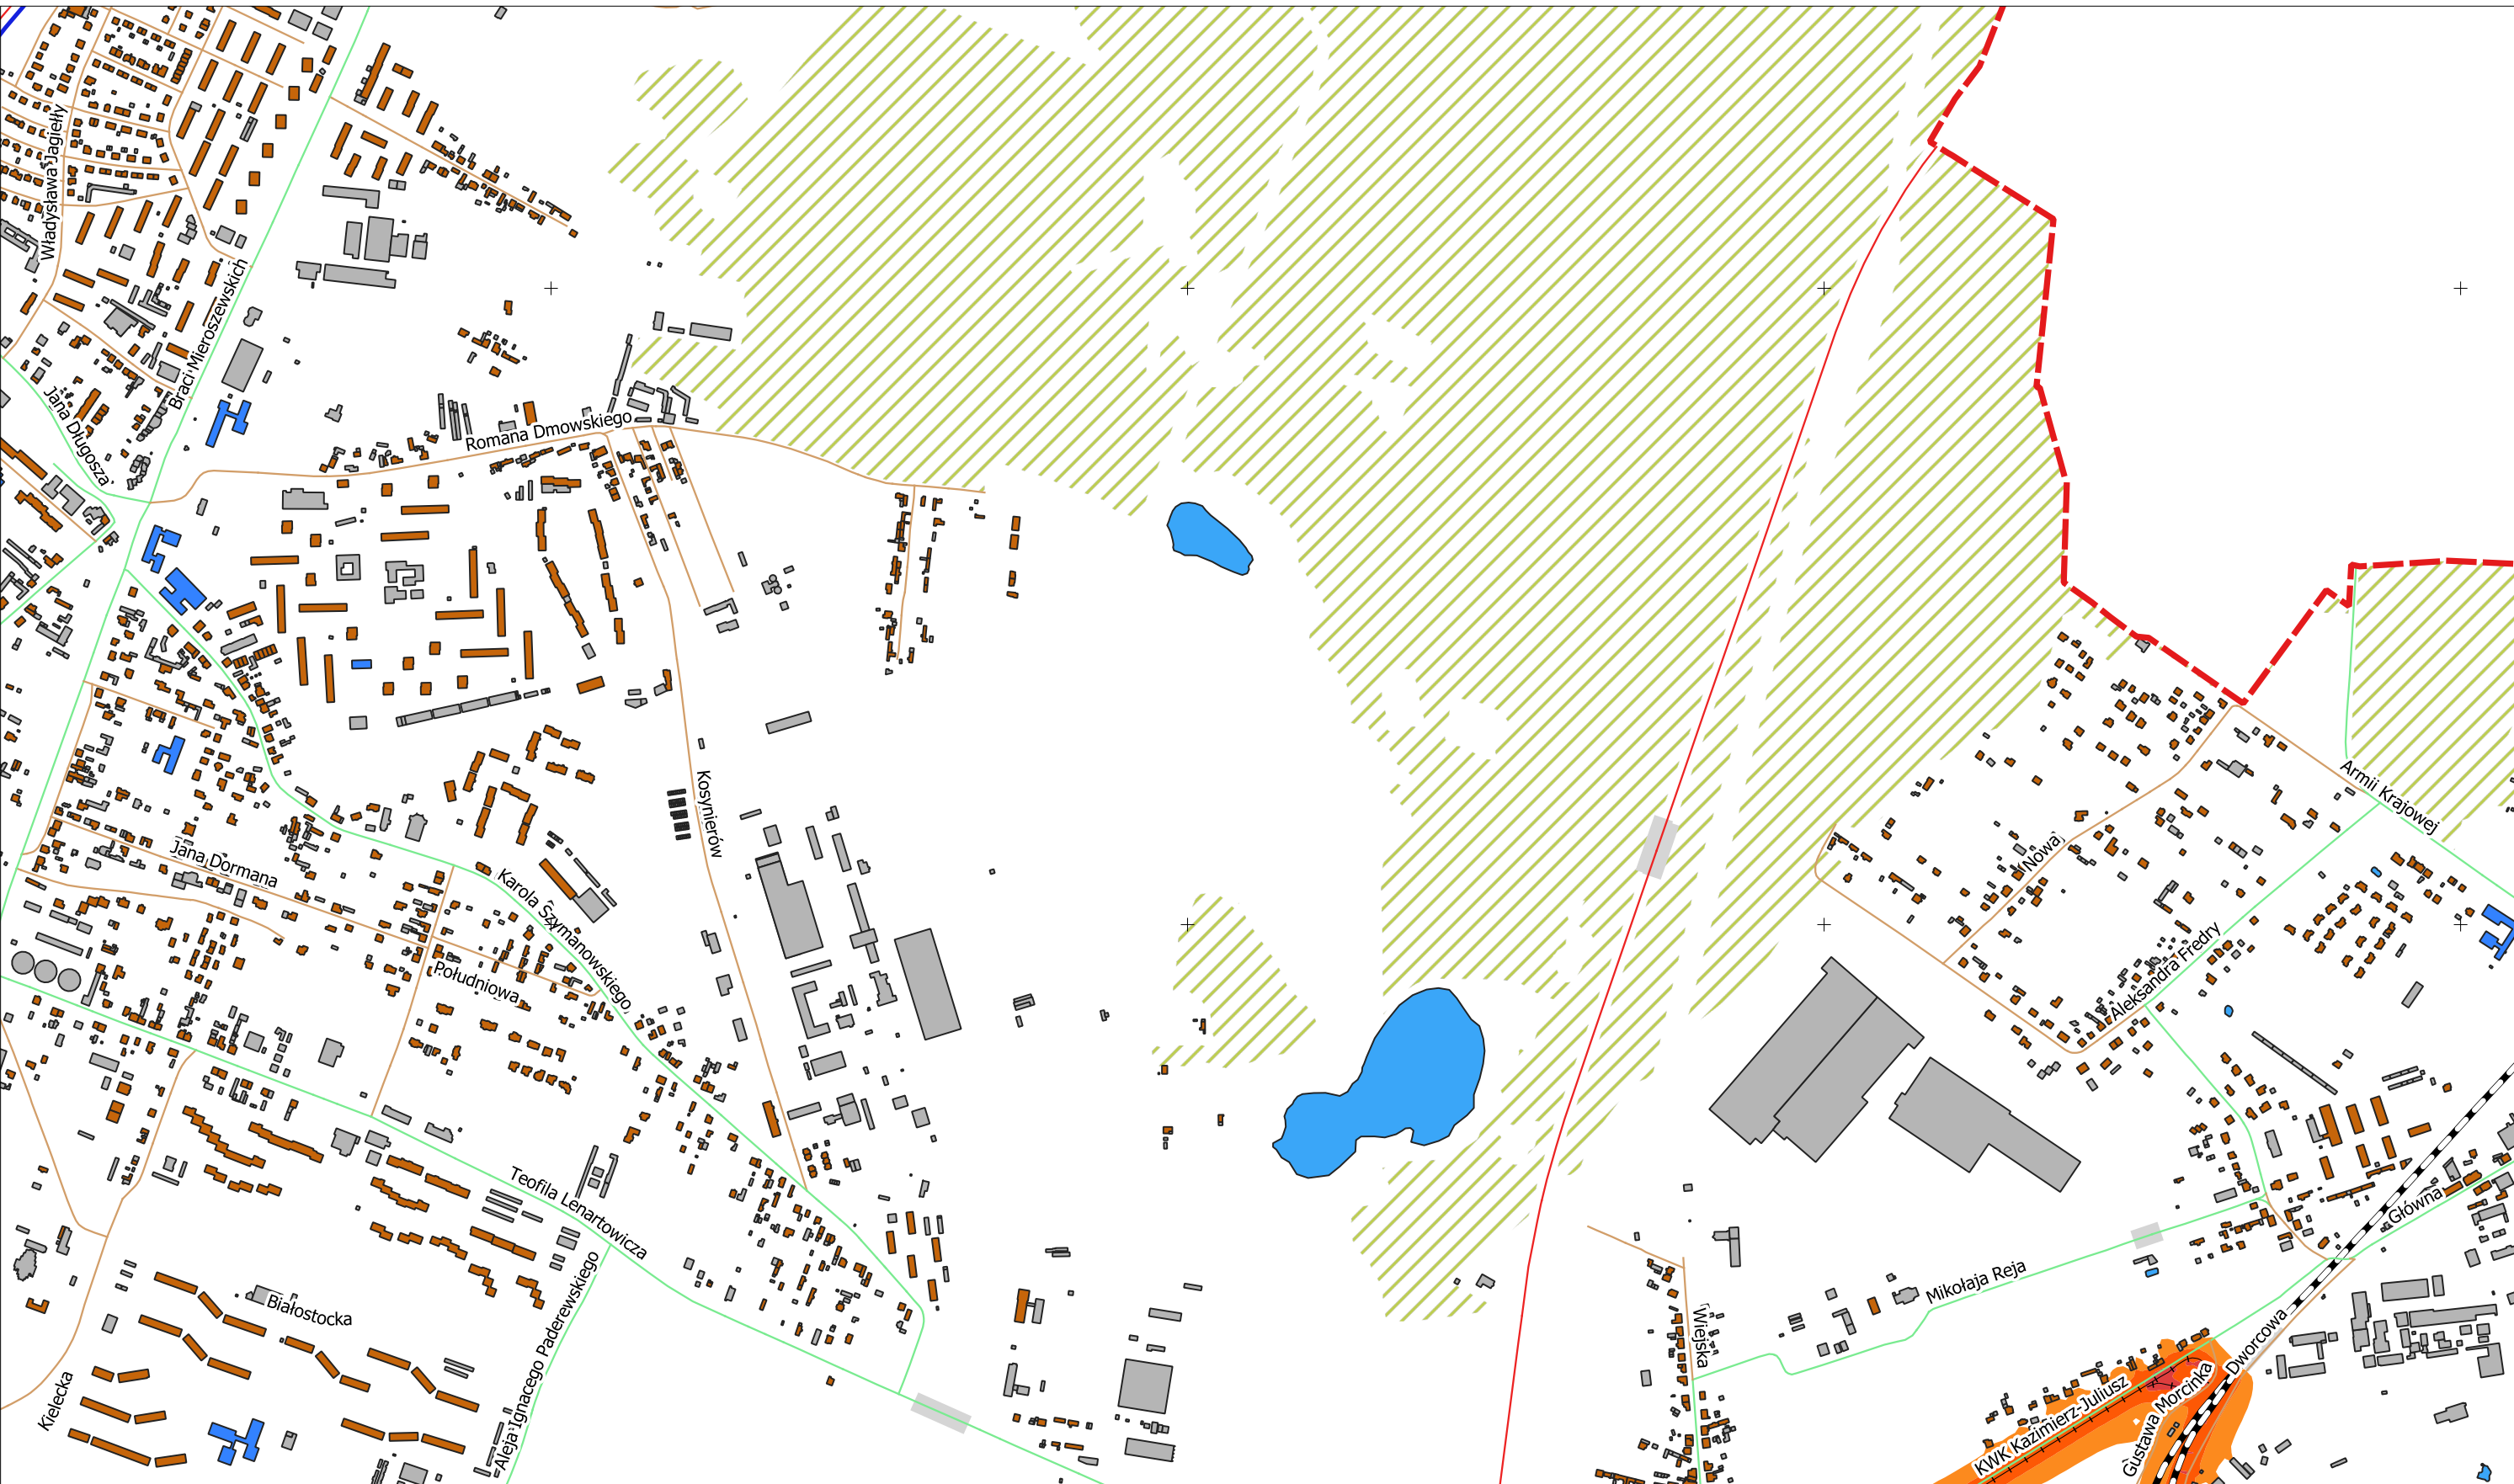 Władysława Jagiełły
Braci Mieroszewskich
Jana Długosza
Romana Dmowskiego
Kosynierów
Jana Dormana
Karola Szymanowskiego
Południowa
Teofila Lenartowicza
Aleja Ignacego Paderewskiego
Białostocka
Kielecka
Armii Krajowej
Nowa
Aleksandra Fredry
Główna
Mikołaja Reja
Wiejska
Dworcowa
KWK Kazimierz-Juliusz
Gustawa Morcinka